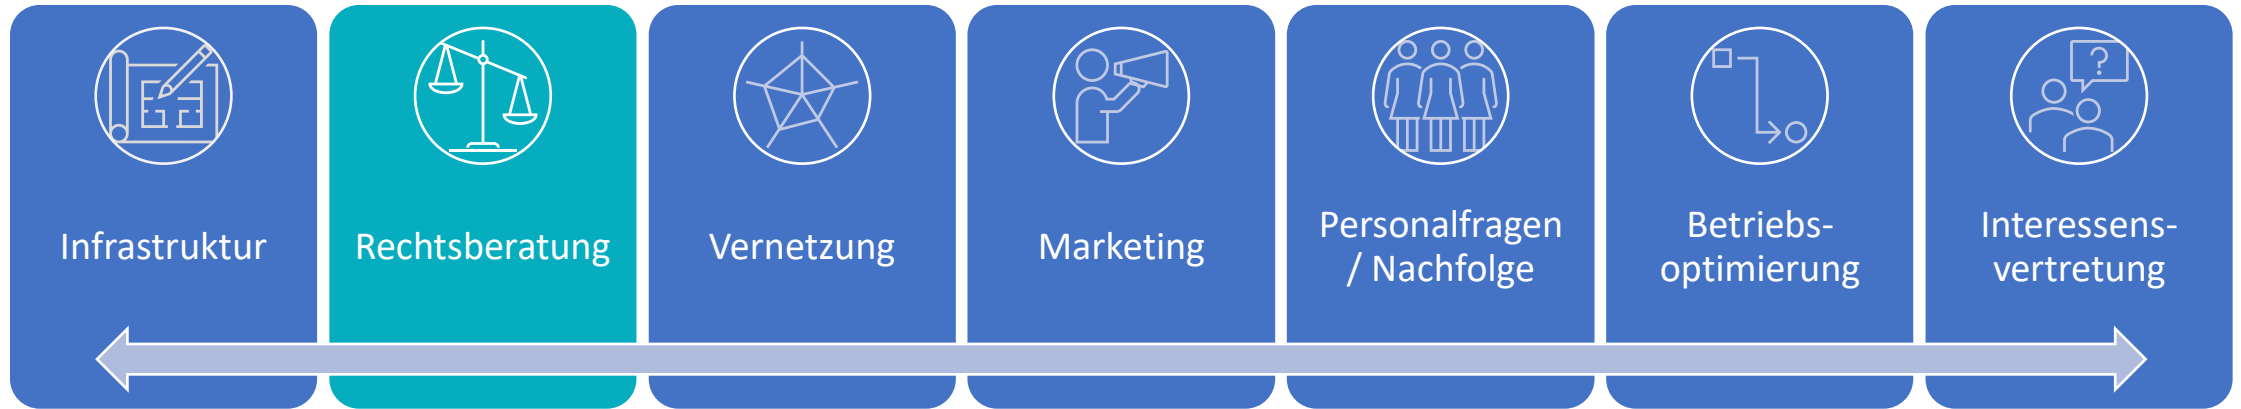 ?
Infrastruktur
Rechtsberatung
Vernetzung
Marketing
Personalfragen
/ Nachfolge
Betriebs-
optimierung
Interessens-
vertretung